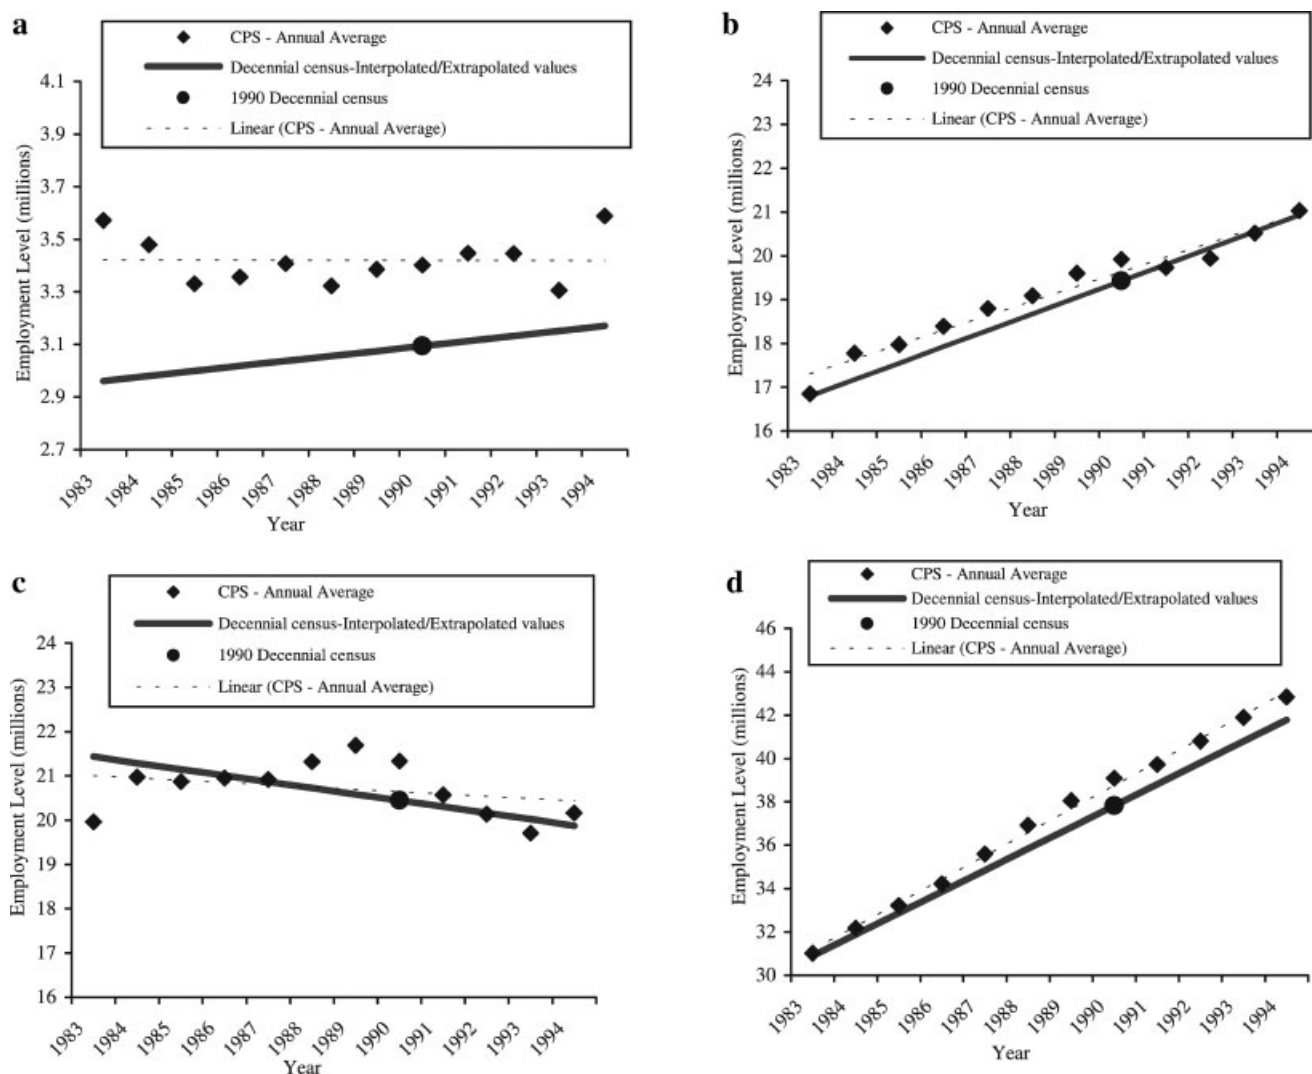 a
CPS - Annual Average
Decennial census-Interpolated/Extrapolated values
1990 Decennial census
Linear (CPS - Annual Average)
Employment Level (millions)
4.1
3.9
3.7
3.5
3.3
3.1
2.9
2.7
1983 1984 1985 1986 1987 1988 1989 1990 1991 1992 1993 1994
Year
b
CPS - Annual Average
Decennial census-Interpolated/Extrapolated values
1990 Decennial census
Linear (CPS - Annual Average)
Employment Level (millions)
24
23
22
21
20
19
18
17
16
1983 1984 1985 1986 1987 1988 1989 1990 1991 1992 1993 1994
Year
c
CPS - Annual Average
Decennial census-Interpolated/Extrapolated values
1990 Decennial census
Linear (CPS - Annual Average)
Employment Level (millions)
24
23
22
21
20
19
18
17
16
1983 1984 1985 1986 1987 1988 1989 1990 1991 1992 1993 1994
Year
d
CPS - Annual Average
Decennial census-Interpolated/Extrapolated values
1990 Decennial census
Linear (CPS - Annual Average)
Employment Level (millions)
46
44
42
40
38
36
34
32
30
1983 1984 1985 1986 1987 1988 1989 1990 1991 1992 1993 1994
Year